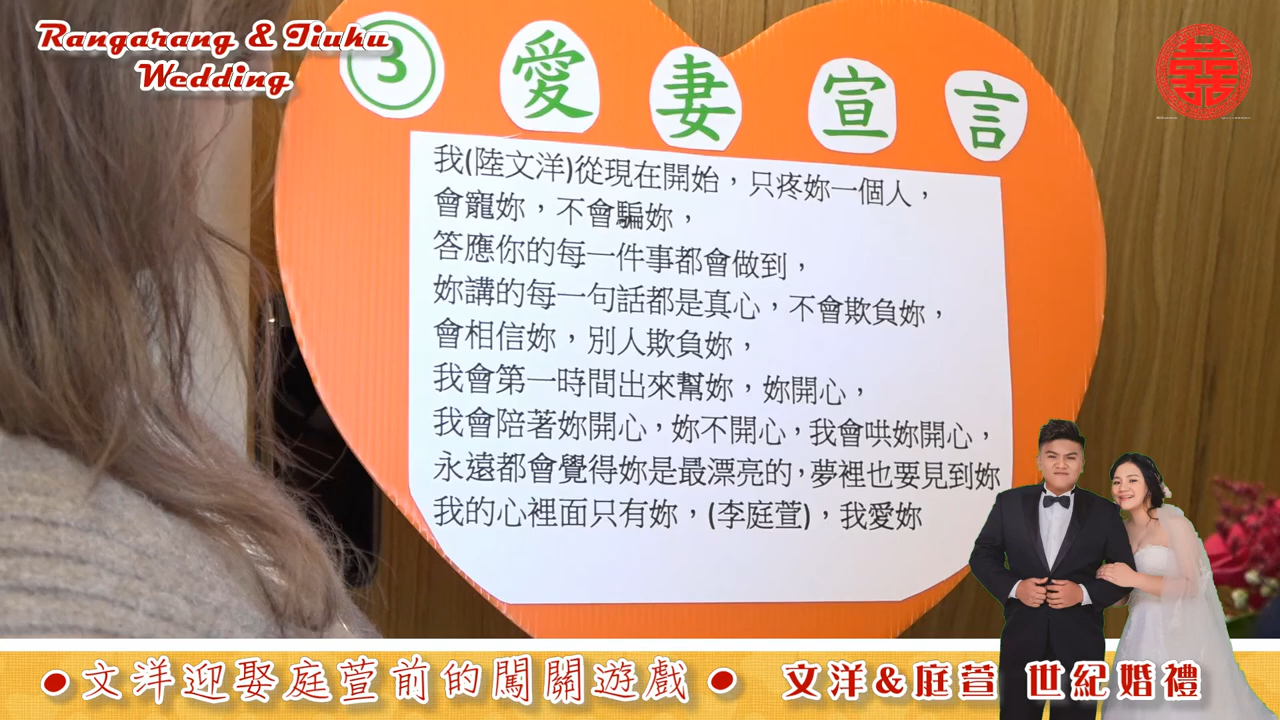 Rangarang & Tiuku
Wedding
囍
3 愛妻宣言
我(陸文洋)從現在開始，只疼妳一個人，
會寵妳，不會騙妳，
答應你的每一件事都會做到，
妳講的每一句話都是真心，不會欺負妳，
會相信妳，別人欺負妳，
我會第一時間出來幫妳，妳開心，
我會陪著妳開心，妳不開心，我會哄妳開心，
永遠都會覺得妳是最漂亮的，夢裡也要見到妳
我的心裡面只有妳，(李庭萱)，我愛妳
●文洋迎娶庭萱前的闖關遊戲●
文洋&庭萱 世紀婚禮